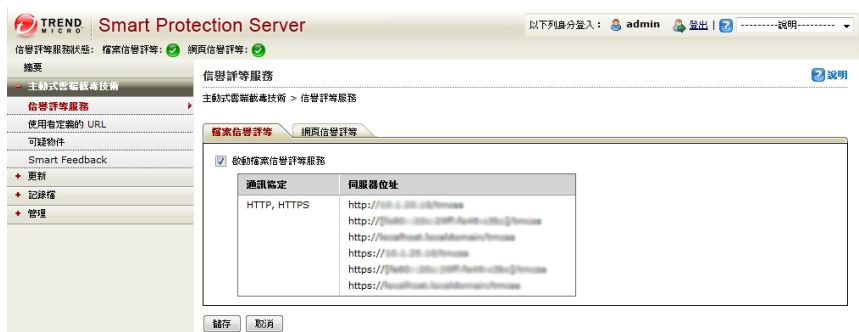 TREND MICRO Smart Protection Server 以下列身分登入： admin 登出 | ---------說明---------
信譽評等服務狀態： 檔案信譽評等： 網頁信譽評等：
摘要
主動式雲端截毒技術
信譽評等服務
使用者定義的 URL
可疑物件
Smart Feedback
更新
記錄檔
管理
信譽評等服務 說明
主動式雲端截毒技術 > 信譽評等服務
檔案信譽評等 網頁信譽評等
啟動檔案信譽評等服務
通訊協定 伺服器位址
HTTP, HTTPS http://
http://
http://
https://
https://
https://
儲存 取消